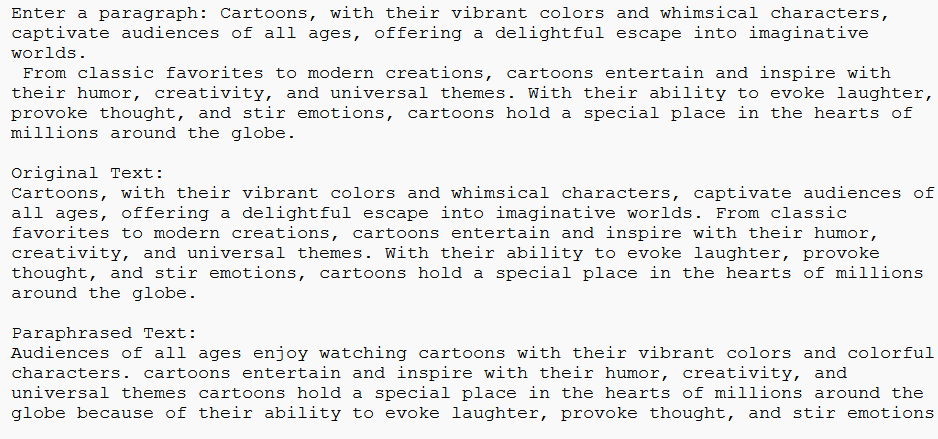 Enter a paragraph: Cartoons, with their vibrant colors and whimsical characters,
captivate audiences of all ages, offering a delightful escape into imaginative
worlds.
From classic favorites to modern creations, cartoons entertain and inspire with
their humor, creativity, and universal themes. With their ability to evoke laughter,
provoke thought, and stir emotions, cartoons hold a special place in the hearts of
millions around the globe.
Original Text:
Cartoons, with their vibrant colors and whimsical characters, captivate audiences of
all ages, offering a delightful escape into imaginative worlds. From classic
favorites to modern creations, cartoons entertain and inspire with their humor,
creativity, and universal themes. With their ability to evoke laughter, provoke
thought, and stir emotions, cartoons hold a special place in the hearts of millions
around the globe.
Paraphrased Text:
Audiences of all ages enjoy watching cartoons with their vibrant colors and colorful
characters. cartoons entertain and inspire with their humor, creativity, and
universal themes cartoons hold a special place in the hearts of millions around the
globe because of their ability to evoke laughter, provoke thought, and stir emotions